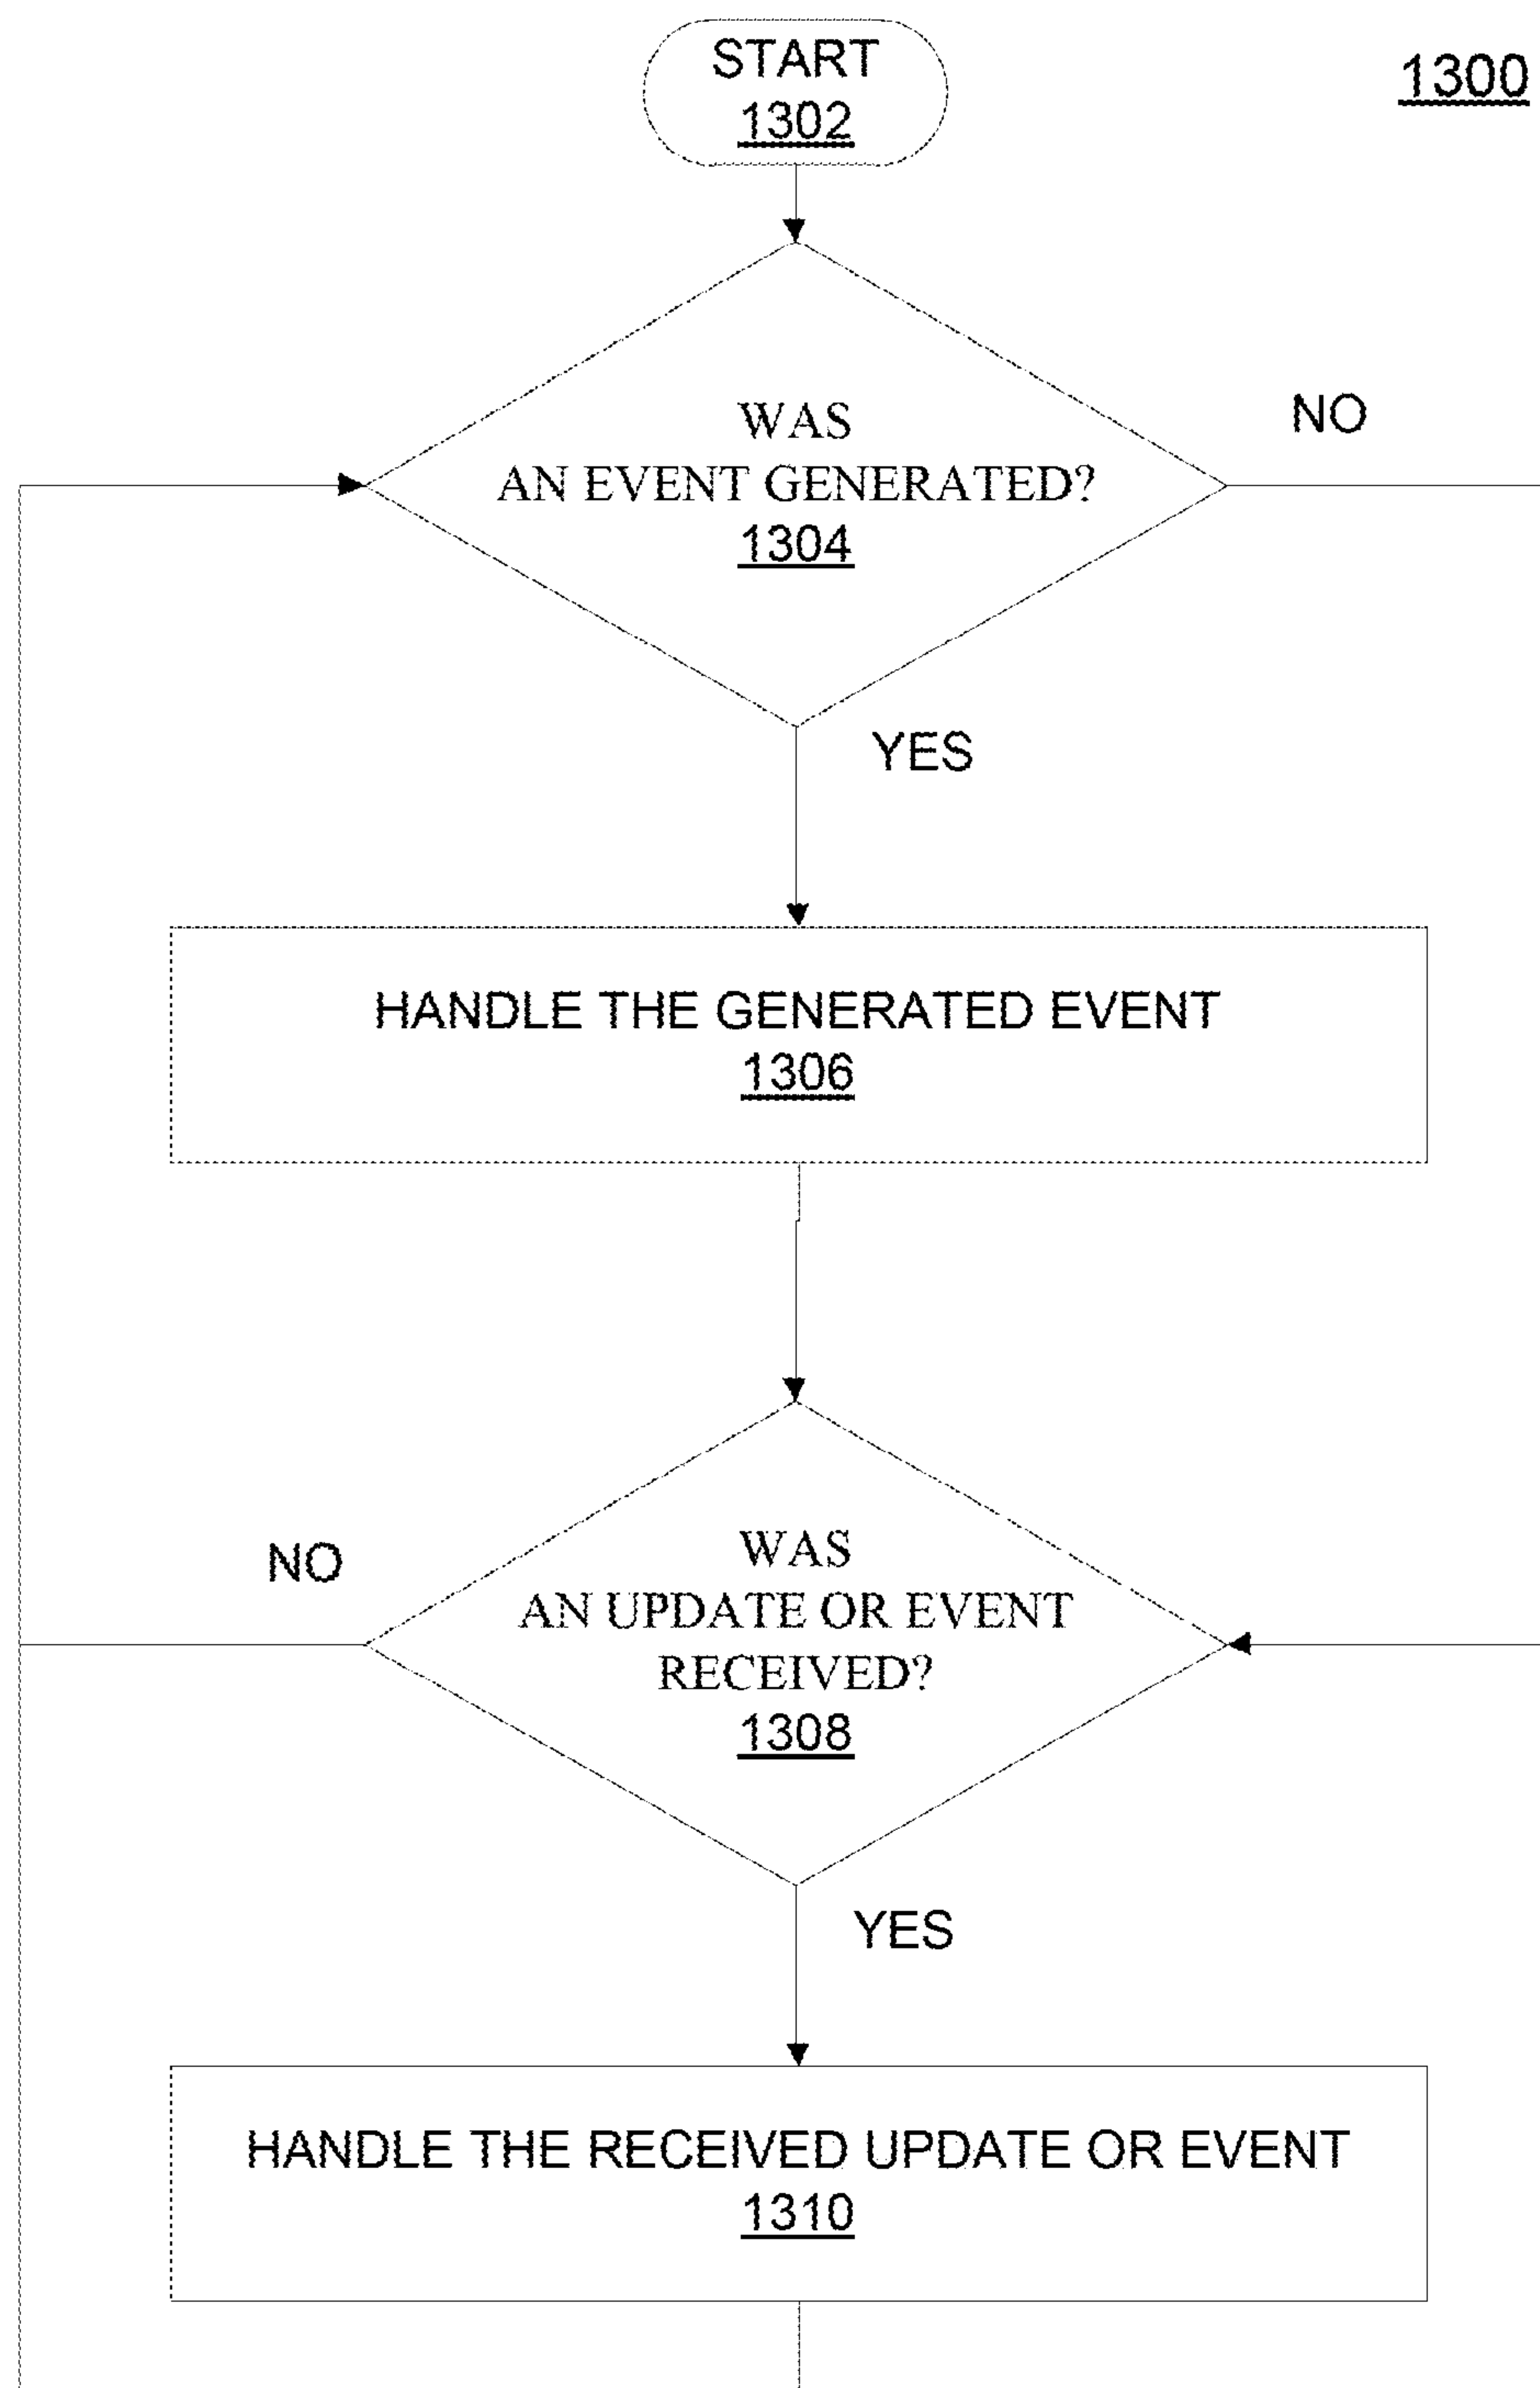 START
1302
1300
WAS
AN EVENT GENERATED?
1304
NO
YES
HANDLE THE GENERATED EVENT
1306
WAS
AN UPDATE OR EVENT
RECEIVED?
1308
NO
YES
HANDLE THE RECEIVED UPDATE OR EVENT
1310